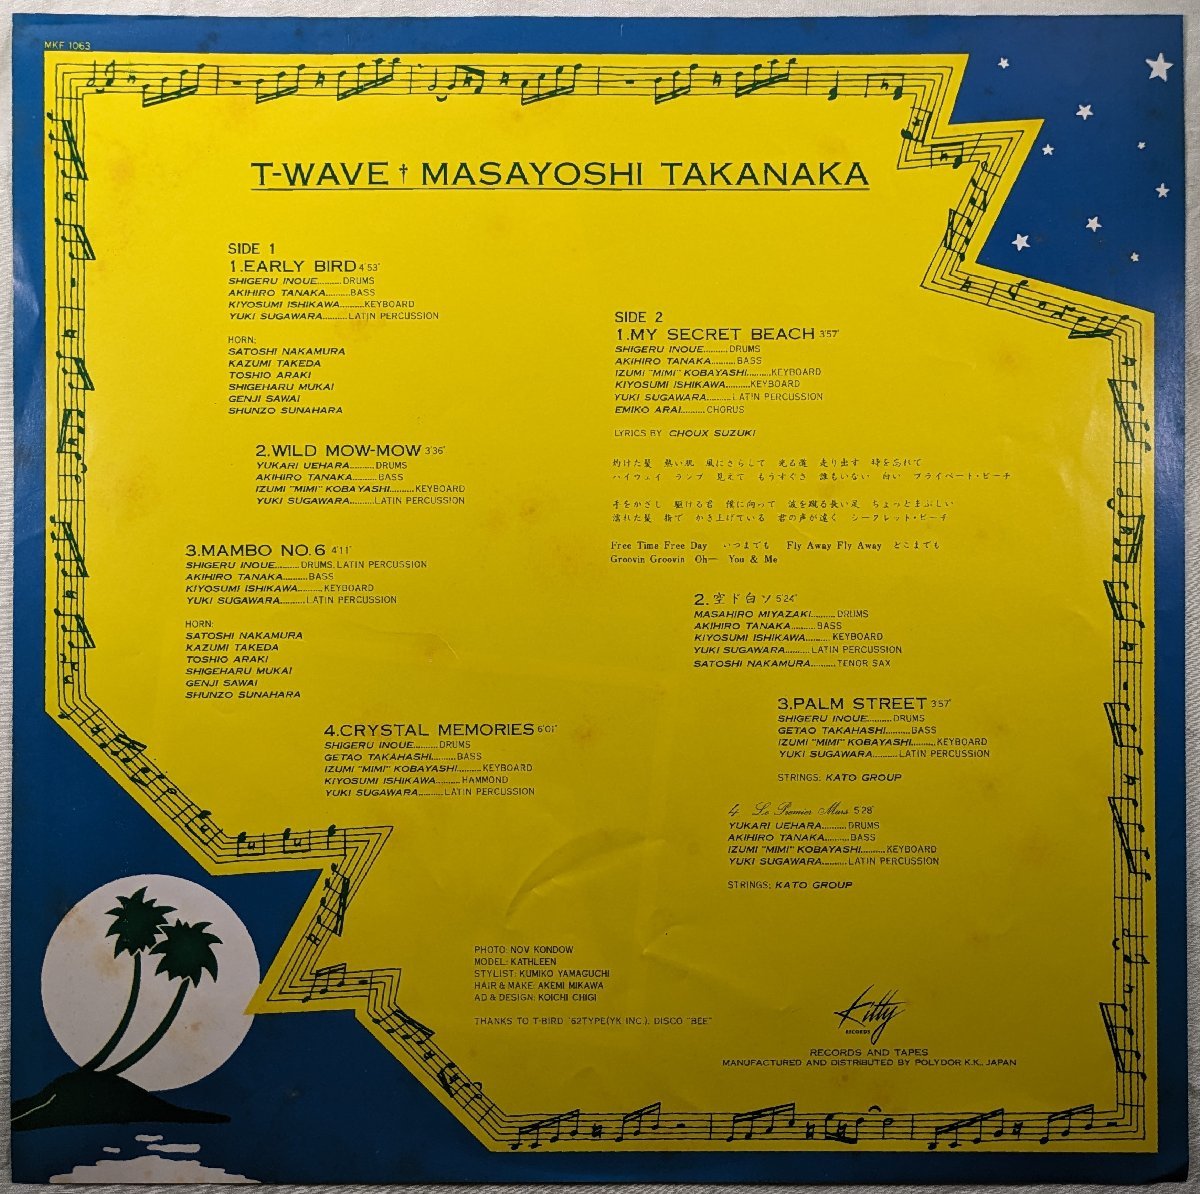 MKF 1063
T-WAVE † MASAYOSHI TAKANAKA
SIDE 1
1.EARLY BIRD 4'53"
SHIGERU INOUE..........DRUMS
AKIHIRO TANAKA..........BASS
KIYOSUMI ISHIKAWA..........KEYBOARD
YUKI SUGAWARA..........LATIN PERCUSSION
HORN;
SATOSHI NAKAMURA
KAZUMI TAKEDA
TOSHIO ARAKI
SHIGEHARU MUKAI
GENJI SAWAI
SHUNZO SUNAHARA
2.WILD MOW-MOW 3'36"
YUKARI UEHARA..........DRUMS
AKIHIRO TANAKA..........BASS
IZUMI "MIMI" KOBAYASHI..........KEYBOARD
YUKI SUGAWARA..........LATIN PERCUSSION
3.MAMBO NO.6 4'11"
SHIGERU INOUE..........DRUMS, LATIN PERCUSSION
AKIHIRO TANAKA..........BASS
KIYOSUMI ISHIKAWA..........KEYBOARD
YUKI SUGAWARA..........LATIN PERCUSSION
HORN;
SATOSHI NAKAMURA
KAZUMI TAKEDA
TOSHIO ARAKI
SHIGEHARU MUKAI
GENJI SAWAI
SHUNZO SUNAHARA
4.CRYSTAL MEMORIES 6'01"
SHIGERU INOUE..........DRUMS
GETAO TAKAHASHI..........BASS
IZUMI "MIMI" KOBAYASHI..........KEYBOARD
KIYOSUMI ISHIKAWA..........HAMMOND
YUKI SUGAWARA..........LATIN PERCUSSION
SIDE 2
1.MY SECRET BEACH 3'57"
SHIGERU INOUE..........DRUMS
AKIHIRO TANAKA..........BASS
IZUMI "MIMI" KOBAYASHI..........KEYBOARD
KIYOSUMI ISHIKAWA..........KEYBOARD
YUKI SUGAWARA..........LATIN PERCUSSION
EMIKO ARAI..........CHORUS
LYRICS BY CHOUX SUZUKI
灼けた髪 熱い肌 風にさらして 光る道 走り出す 時を忘れて
ハイウェイ ランプ 見えて もうすぐさ 誰もいない 白い プライベート・ビーチ
手をかざし 駆ける君 僕に向って 波を蹴る長い足 ちょっとまぶしい
濡れた髪 指で かき上げている 君の声が遠く シークレット・ビーチ
Free Time Free Day いつまでも Fly Away Fly Away どこまでも
Groovin Groovin Oh― You & Me
2.空ド白ソ 5'24"
MASAHIRO MIYAZAKI..........DRUMS
AKIHIRO TANAKA..........BASS
KIYOSUMI ISHIKAWA..........KEYBOARD
YUKI SUGAWARA..........LATIN PERCUSSION
SATOSHI NAKAMURA..........TENOR SAX
3.PALM STREET 3'57"
SHIGERU INOUE..........DRUMS
GETAO TAKAHASHI..........BASS
IZUMI "MIMI" KOBAYASHI..........KEYBOARD
YUKI SUGAWARA..........LATIN PERCUSSION
STRINGS; KATO GROUP
4. Le Premier Mars 5'28"
YUKARI UEHARA..........DRUMS
AKIHIRO TANAKA..........BASS
IZUMI "MIMI" KOBAYASHI..........KEYBOARD
YUKI SUGAWARA..........LATIN PERCUSSION
STRINGS; KATO GROUP
PHOTO: NOV KONDOW
MODEL: KATHLEEN
STYLIST: KUMIKO YAMAGUCHI
HAIR & MAKE: AKEMI MIKAWA
AD & DESIGN: KOICHI CHIGI
THANKS TO T-BIRD '62TYPE(YK INC.), DISCO "BEE"
Kitty
RECORDS
RECORDS AND TAPES
MANUFACTURED AND DISTRIBUTED BY POLYDOR K.K., JAPAN